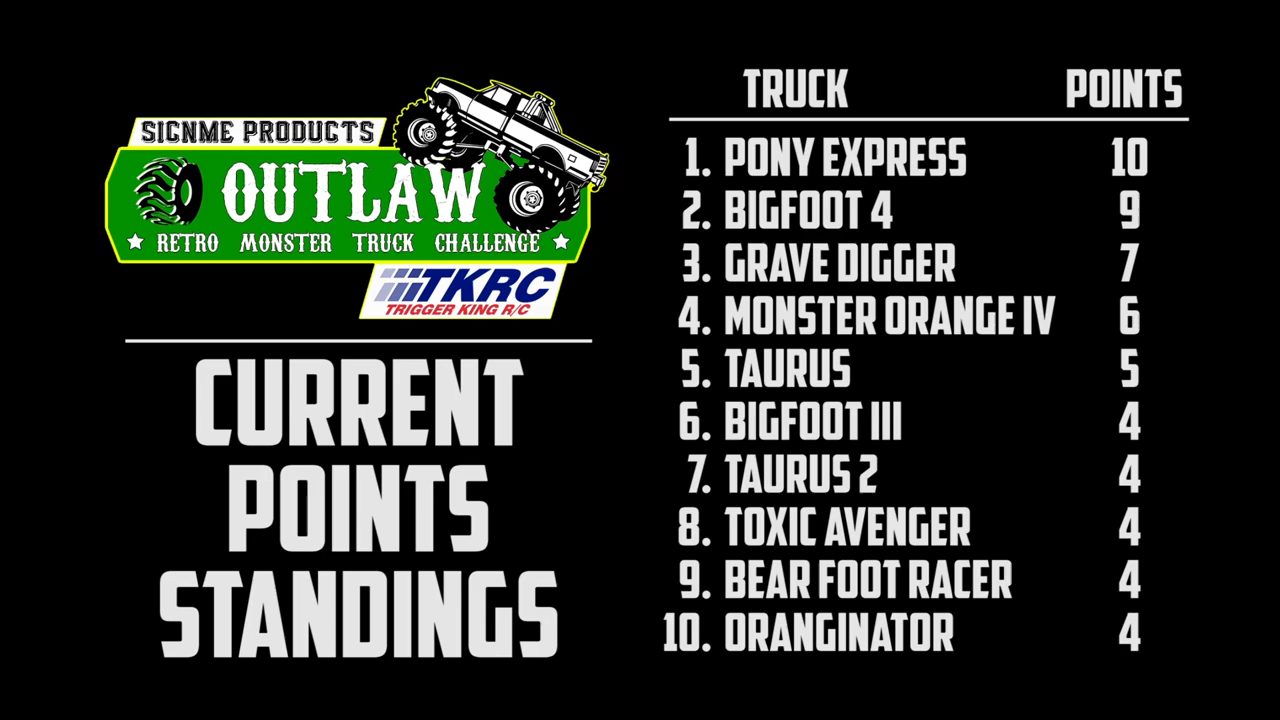 SICNME PRODUCTS
OUTLAW
RETRO MONSTER TRUCK CHALLENGE
TKRC
TRIGGER KING R/C
CURRENT
POINTS
STANDINGS
TRUCK POINTS
1. PONY EXPRESS 10
2. BIGFOOT 4 9
3. GRAVE DIGGER 7
4. MONSTER ORANGE IV 6
5. TAURUS 5
6. BIGFOOT III 4
7. TAURUS 2 4
8. TOXIC AVENGER 4
9. BEAR FOOT RACER 4
10. ORANGINATOR 4